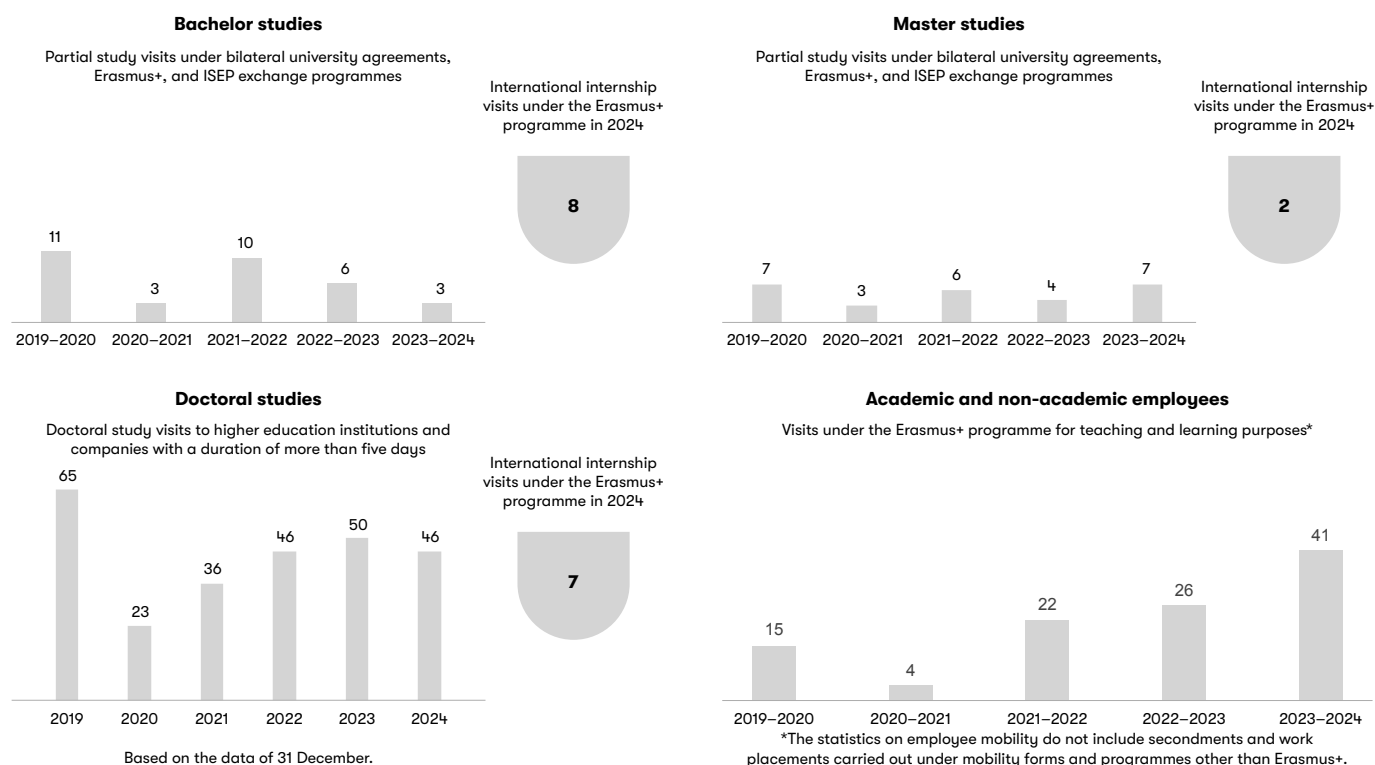 Bachelor studies
Partial study visits under bilateral university agreements,
Erasmus+, and ISEP exchange programmes
International internship
visits under the Erasmus+
programme in 2024
8
11
3
10
6
3
2019–2020
2020–2021
2021–2022
2022–2023
2023–2024
Master studies
Partial study visits under bilateral university agreements,
Erasmus+, and ISEP exchange programmes
International internship
visits under the Erasmus+
programme in 2024
2
7
3
6
4
7
2019–2020
2020–2021
2021–2022
2022–2023
2023–2024
Doctoral studies
Doctoral study visits to higher education institutions and
companies with a duration of more than five days
International internship
visits under the Erasmus+
programme in 2024
7
65
23
36
46
50
46
2019
2020
2021
2022
2023
2024
Based on the data of 31 December.
Academic and non-academic employees
Visits under the Erasmus+ programme for teaching and learning purposes*
15
4
22
26
41
2019–2020
2020–2021
2021–2022
2022–2023
2023–2024
*The statistics on employee mobility do not include secondments and work
placements carried out under mobility forms and programmes other than Erasmus+.